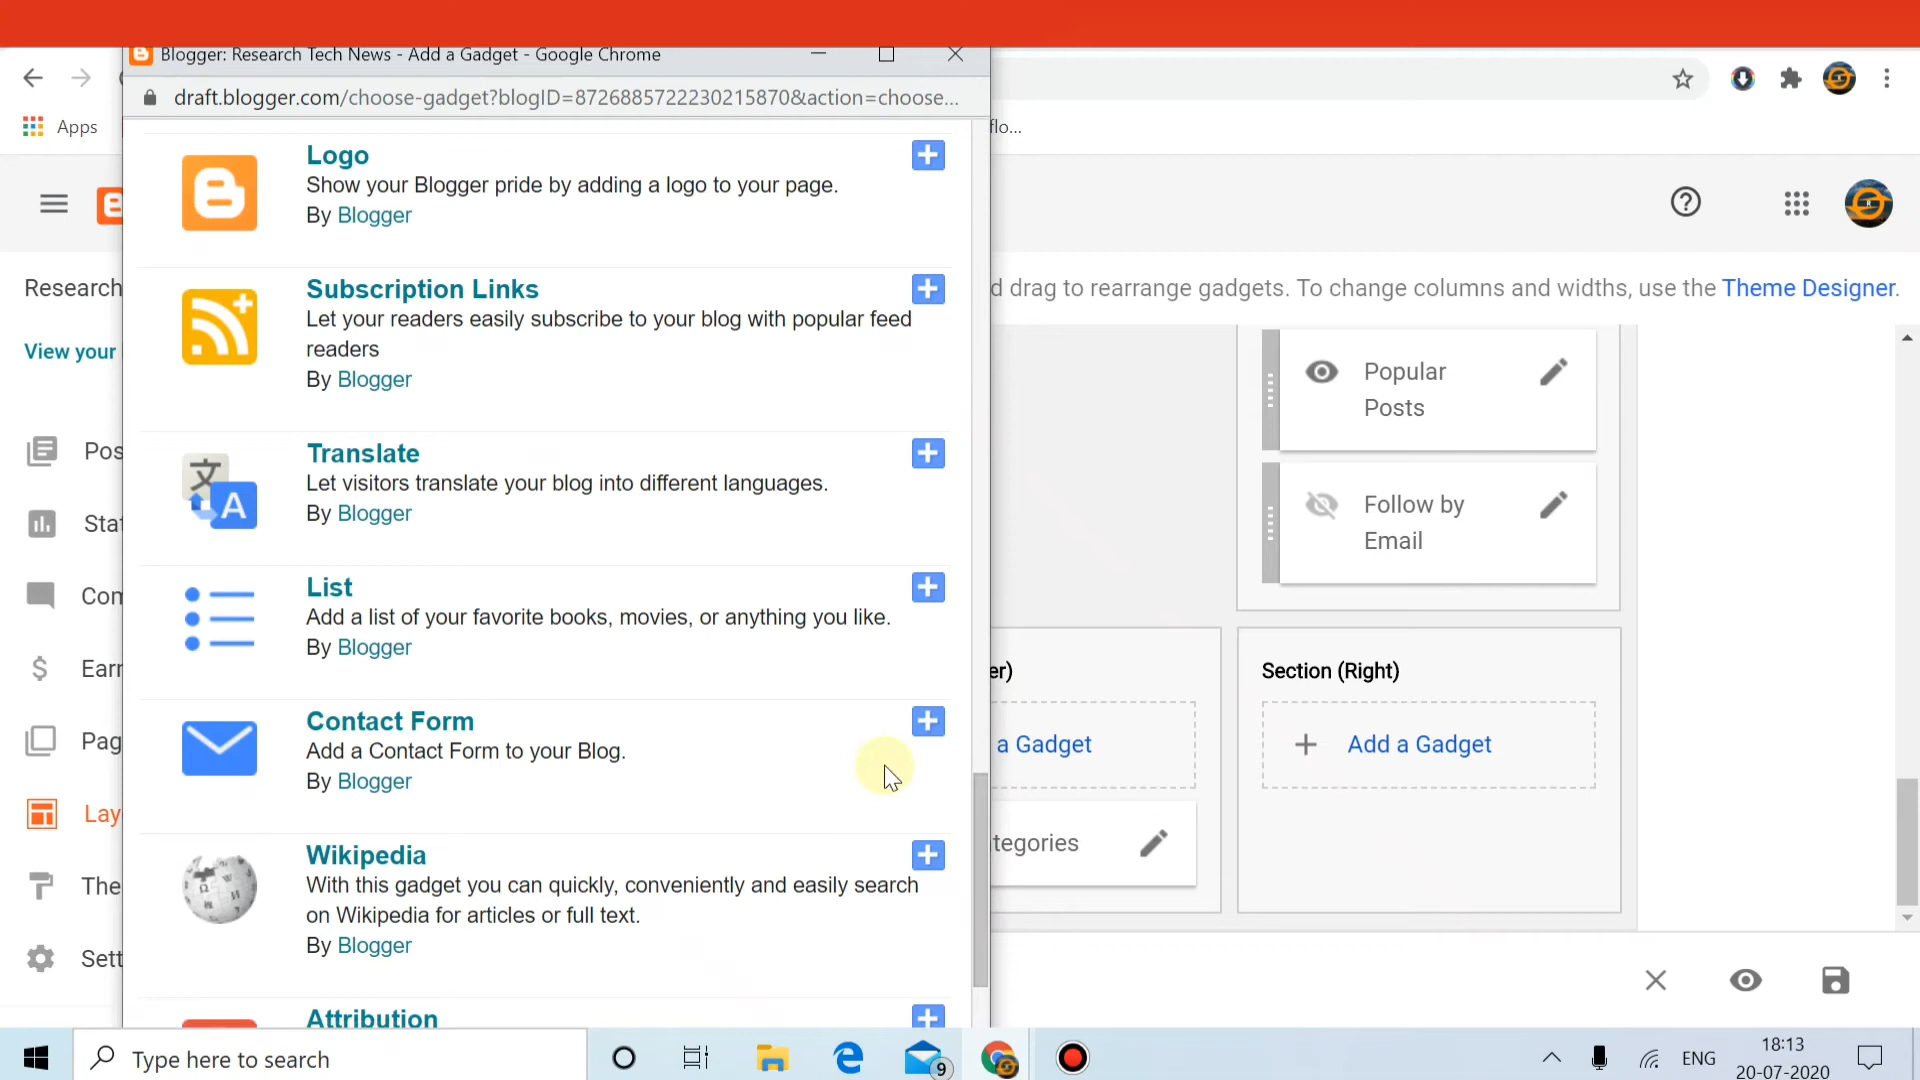 Blogger: Research Tech News - Add a Gadget - Google Chrome
draft.blogger.com/choose-gadget?blogID=8726885722230215870&action=choose...
Apps
flo...
Logo
Show your Blogger pride by adding a logo to your page.
By Blogger
Subscription Links
Let your readers easily subscribe to your blog with popular feed
readers
By Blogger
Translate
Let visitors translate your blog into different languages.
By Blogger
List
Add a list of your favorite books, movies, or anything you like.
By Blogger
Contact Form
Add a Contact Form to your Blog.
By Blogger
Wikipedia
With this gadget you can quickly, conveniently and easily search
on Wikipedia for articles or full text.
By Blogger
Attribution
Research
View your
Pos
Stat
Com
Earr
Pag
Lay
The
Sett
d drag to rearrange gadgets. To change columns and widths, use the Theme Designer.
Popular
Posts
Follow by
Email
er)
a Gadget
tegories
Section (Right)
Add a Gadget
Type here to search
9
ENG
18:13
20-07-2020